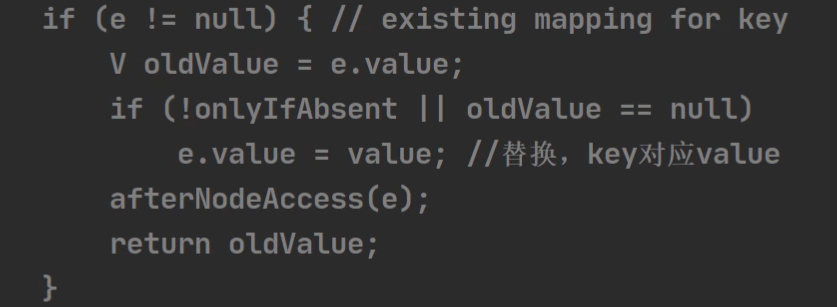 if (e != null) { // existing mapping for key
V oldValue = e.value;
if (!onlyIfAbsent || oldValue == null)
e.value = value; //替换，key对应value
afterNodeAccess(e);
return oldValue;
}